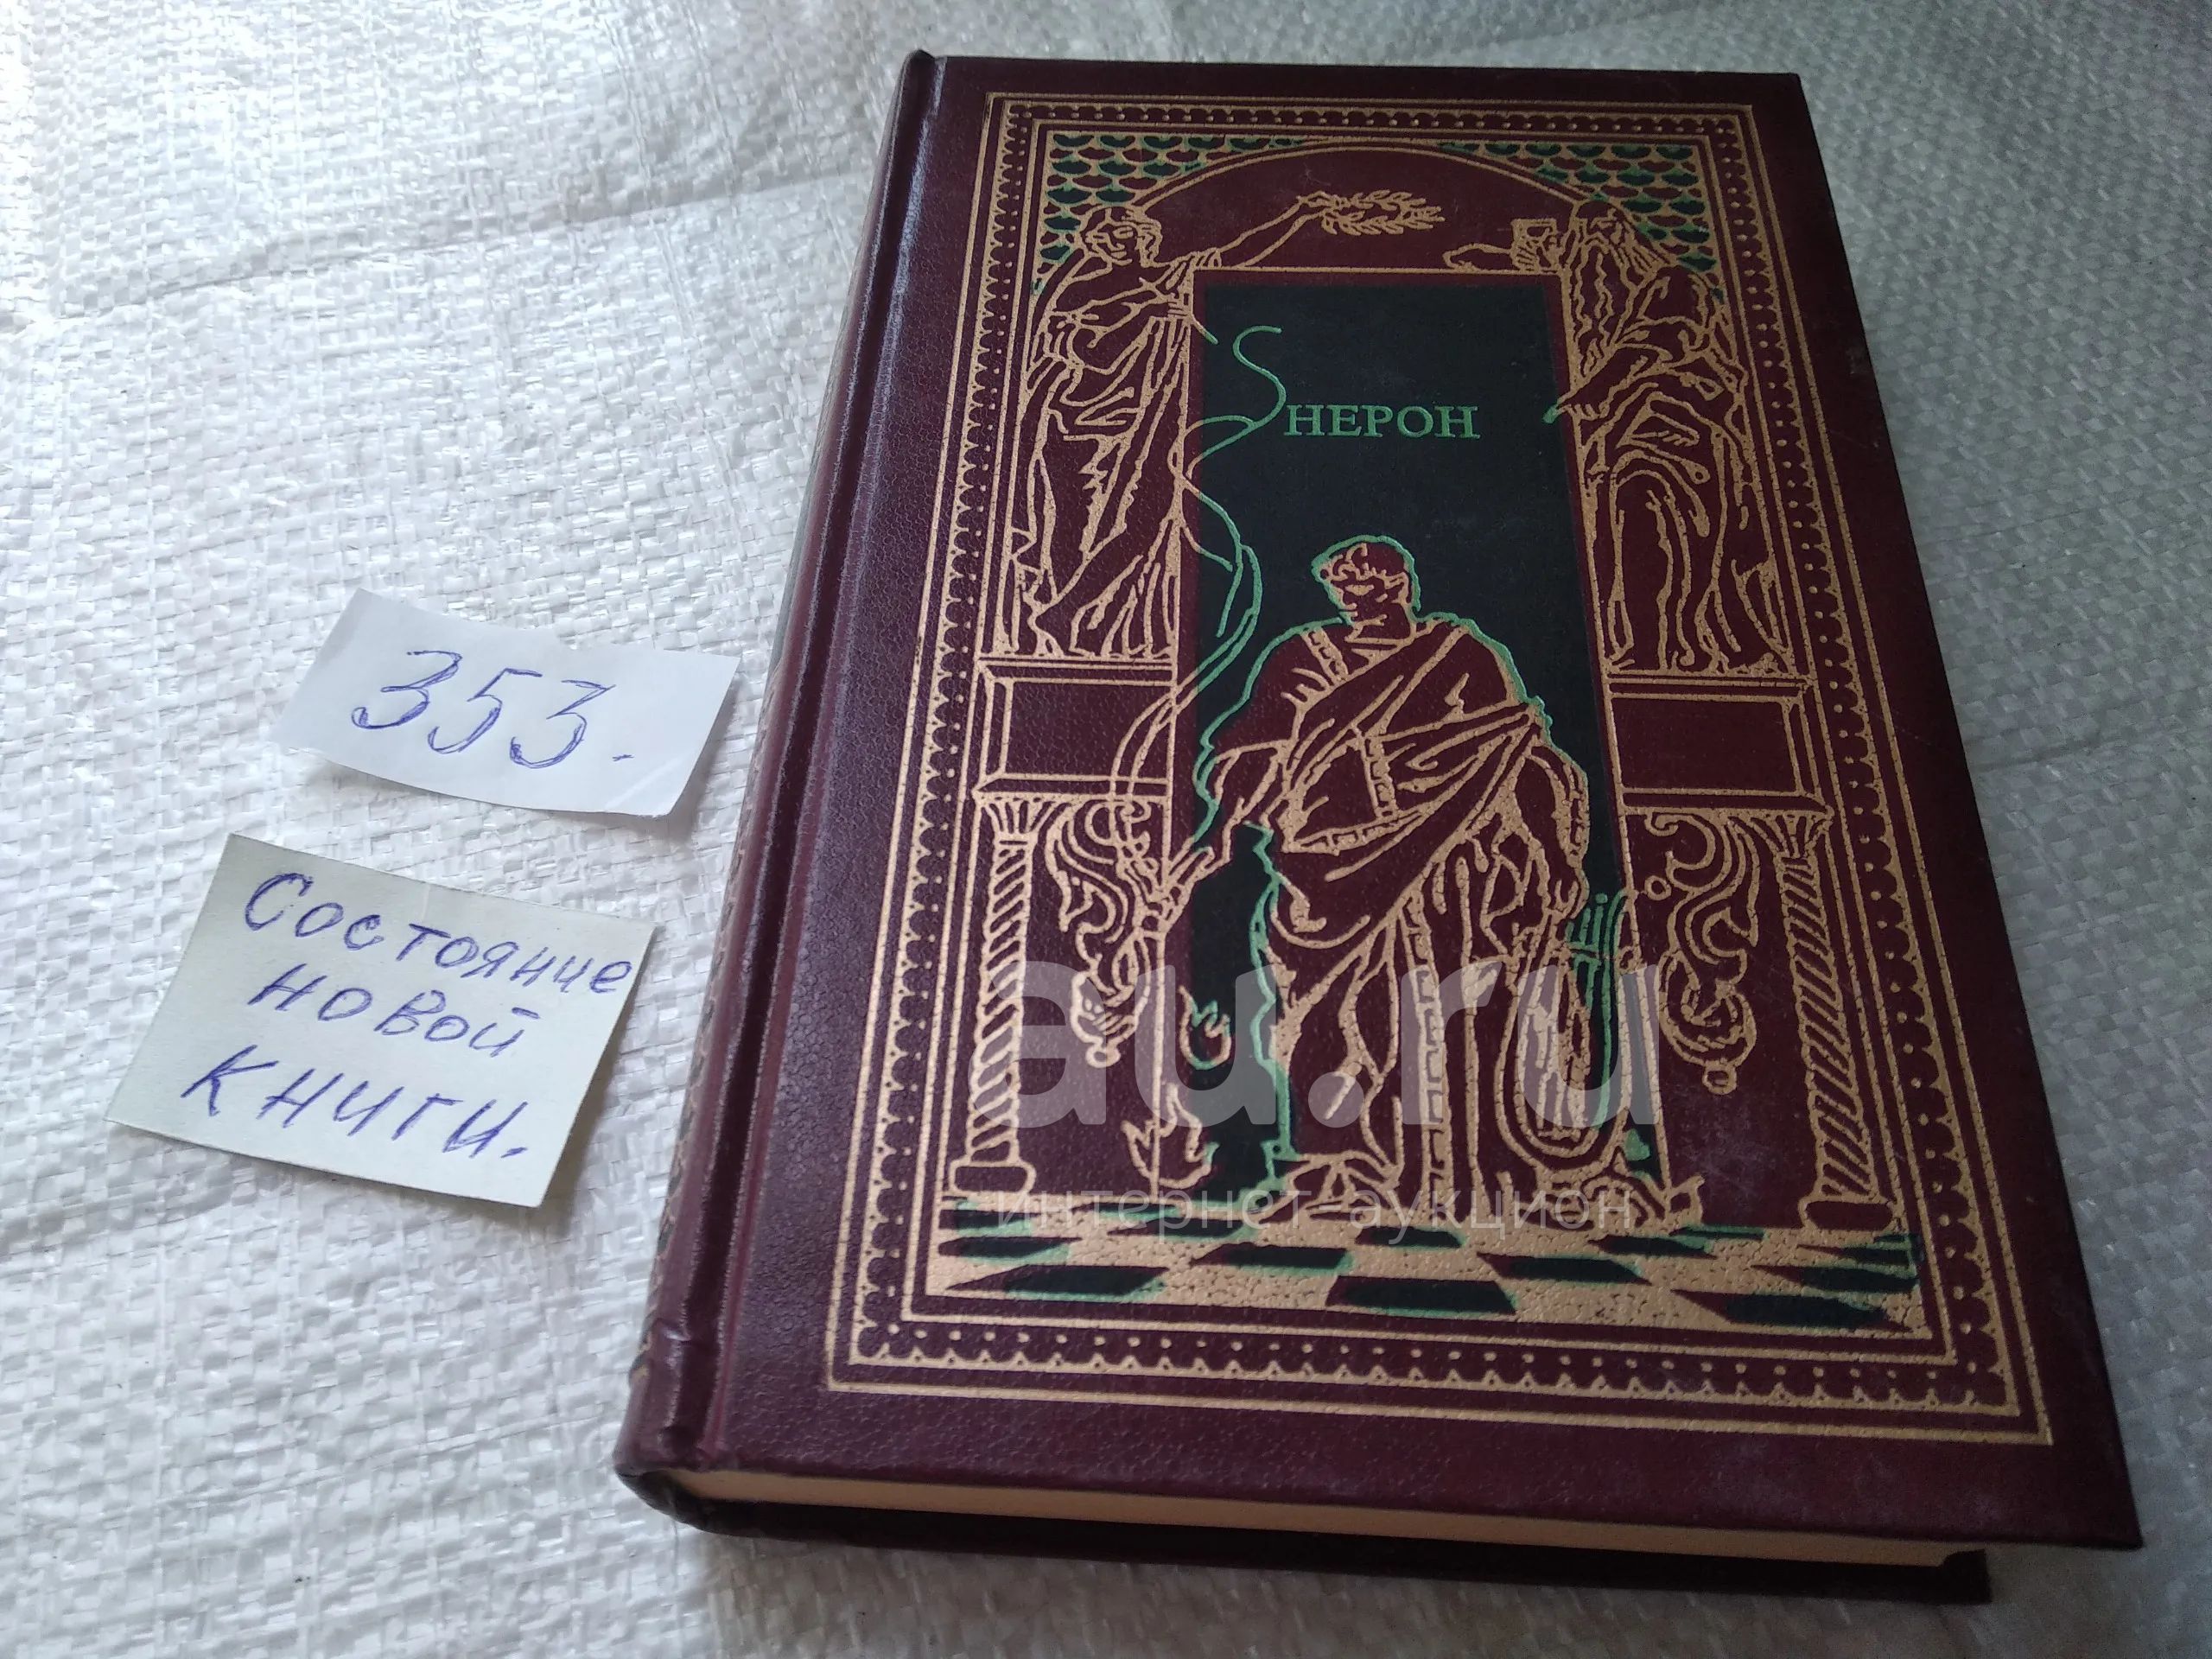 НЕРОН
353.
Состояние
новой
книги.
au.ru
интернет-аукцион